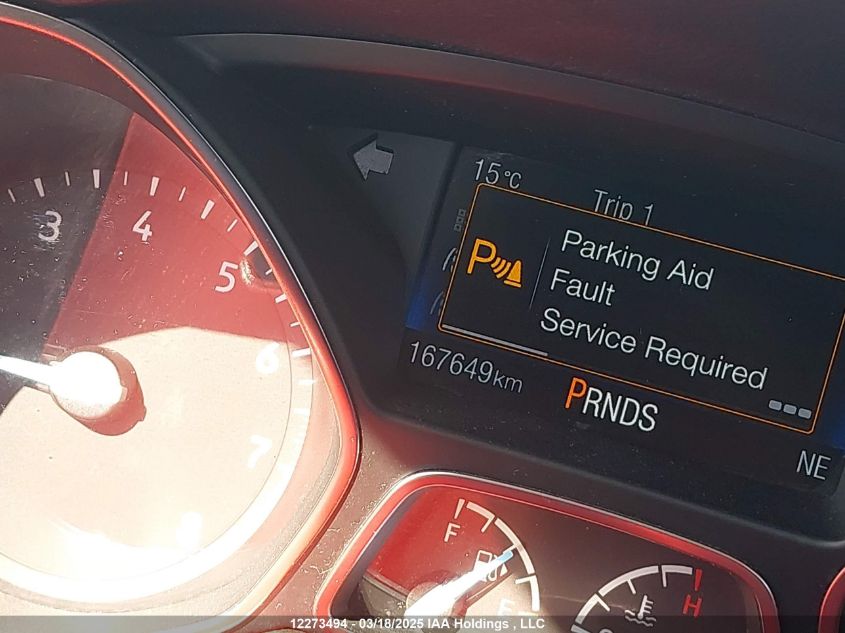 15°C
Trip 1
Parking Aid
Fault
Service Required
167649km
PRNDS
NE
3
4
5
6
7
8
F
E
H
12273494 - 03/18/2025 IAA Holdings , LLC